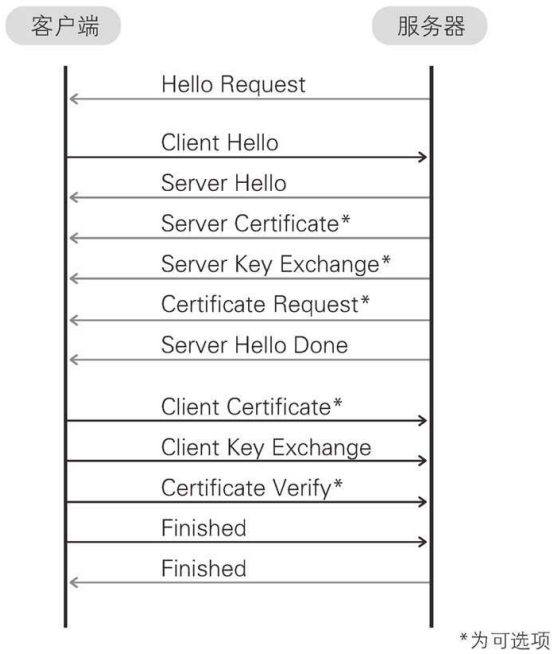 客户端
服务器
Hello Request
Client Hello
Server Hello
Server Certificate*
Server Key Exchange*
Certificate Request*
Server Hello Done
Client Certificate*
Client Key Exchange
Certificate Verify*
Finished
Finished
*为可选项